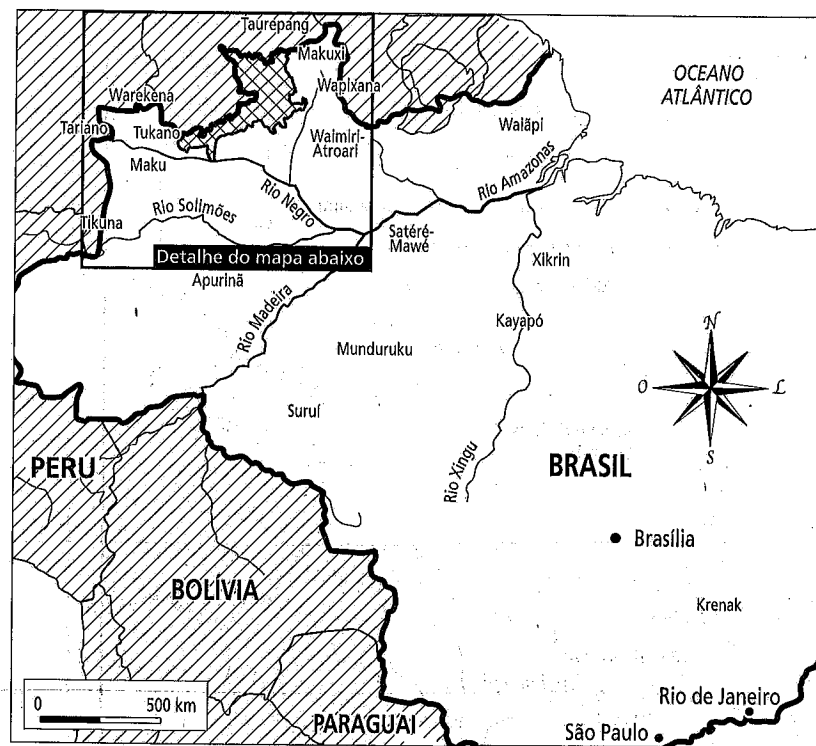 Taurepang
Makuxi
OCEANO
ATLÂNTICO
Wapixana
Warekena
Tariano
Tukano
Waimiri-
Atroari
Waiãpi
Maku
Rio Amazonas
Rio Negro
Rio Solimões
Tikuna
Sateré-
Mawé
Detalhe do mapa abaixo
Xikrin
Apurinã
Rio Madeira
Kayapó
Munduruku
N
O
L
S
Suruí
PERU
Rio Xingu
BRASIL
Brasília
BOLÍVIA
Krenak
0
500 km
Rio de Janeiro
PARAGUAI
São Paulo